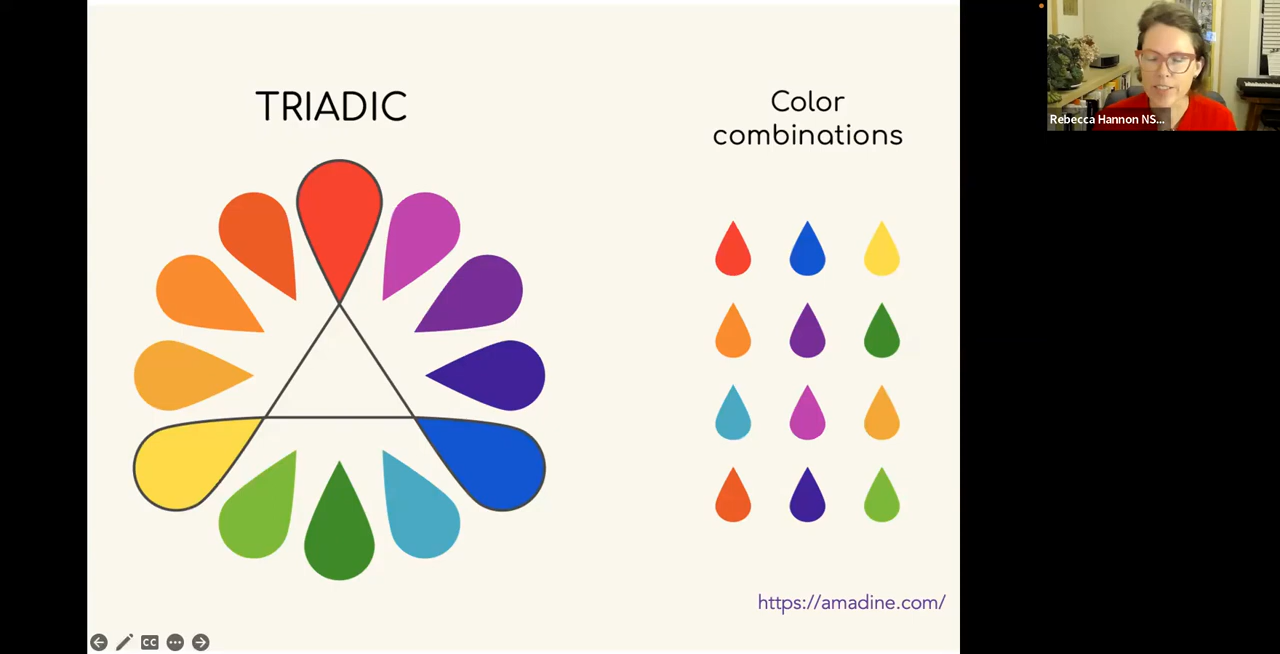 TRIADIC
Color
combinations
https://amadine.com/
CC
Rebecca Hannon NS...